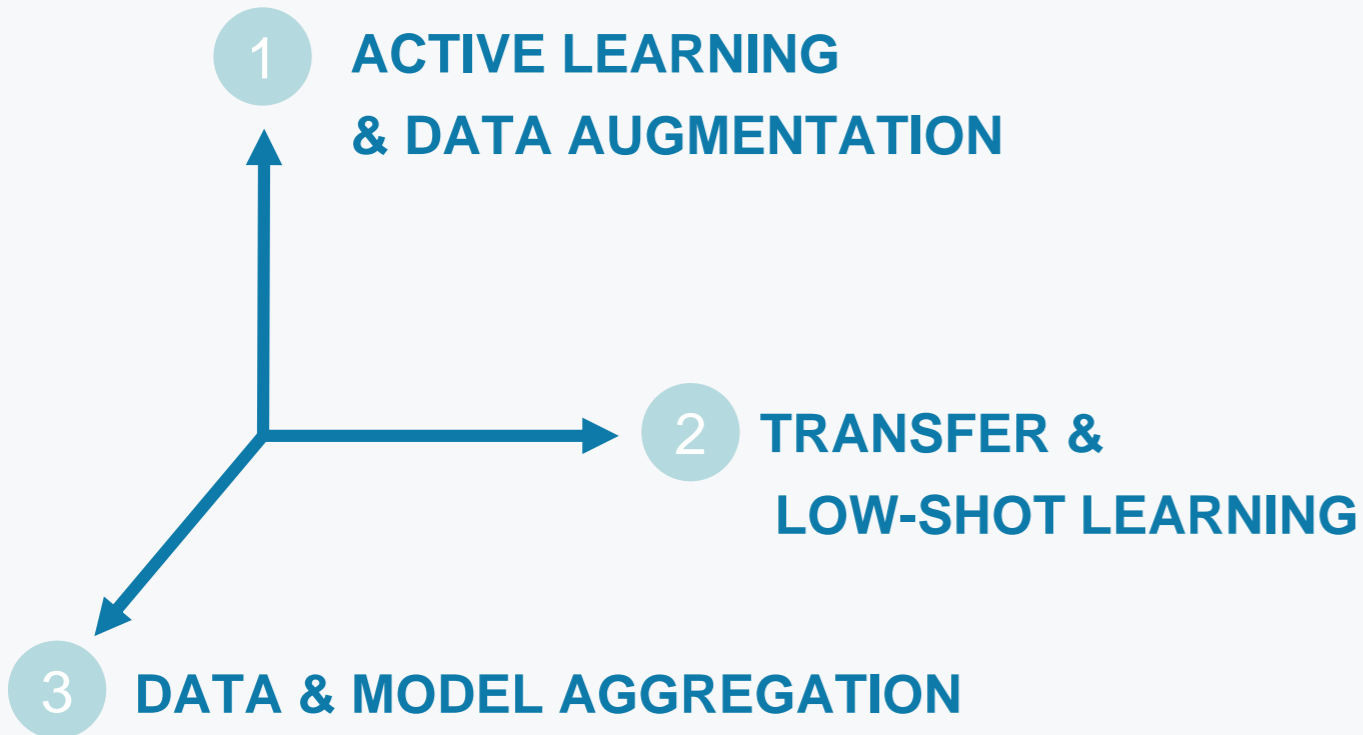 1 ACTIVE LEARNING
& DATA AUGMENTATION
2 TRANSFER &
LOW-SHOT LEARNING
3 DATA & MODEL AGGREGATION